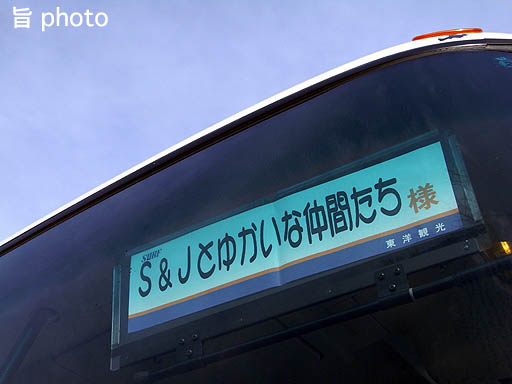 旨 photo
SURF
S&Jとゆかいな仲間たち様
東洋観光